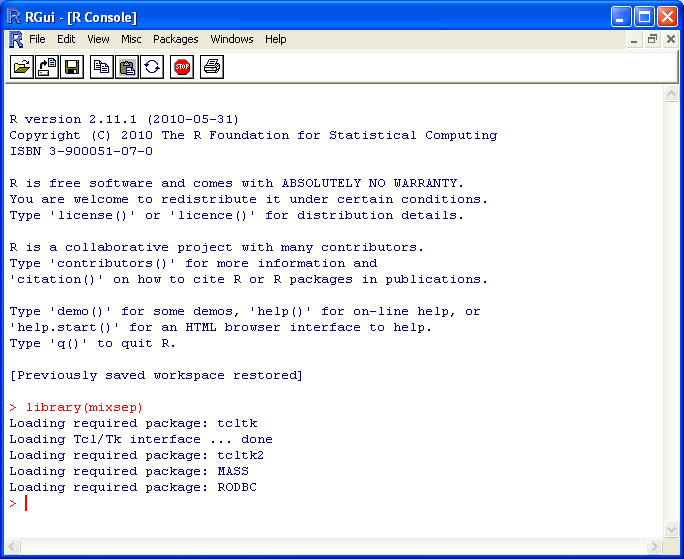 RGui - [R Console]
File Edit View Misc Packages Windows Help
STOP
R version 2.11.1 (2010-05-31)
Copyright (C) 2010 The R Foundation for Statistical Computing
ISBN 3-900051-07-0
R is free software and comes with ABSOLUTELY NO WARRANTY.
You are welcome to redistribute it under certain conditions.
Type 'license()' or 'licence()' for distribution details.
R is a collaborative project with many contributors.
Type 'contributors()' for more information and
'citation()' on how to cite R or R packages in publications.
Type 'demo()' for some demos, 'help()' for on-line help, or
'help.start()' for an HTML browser interface to help.
Type 'q()' to quit R.
[Previously saved workspace restored]
> library(mixsep)
Loading required package: tcltk
Loading Tcl/Tk interface ... done
Loading required package: tcltk2
Loading required package: MASS
Loading required package: RODBC
>